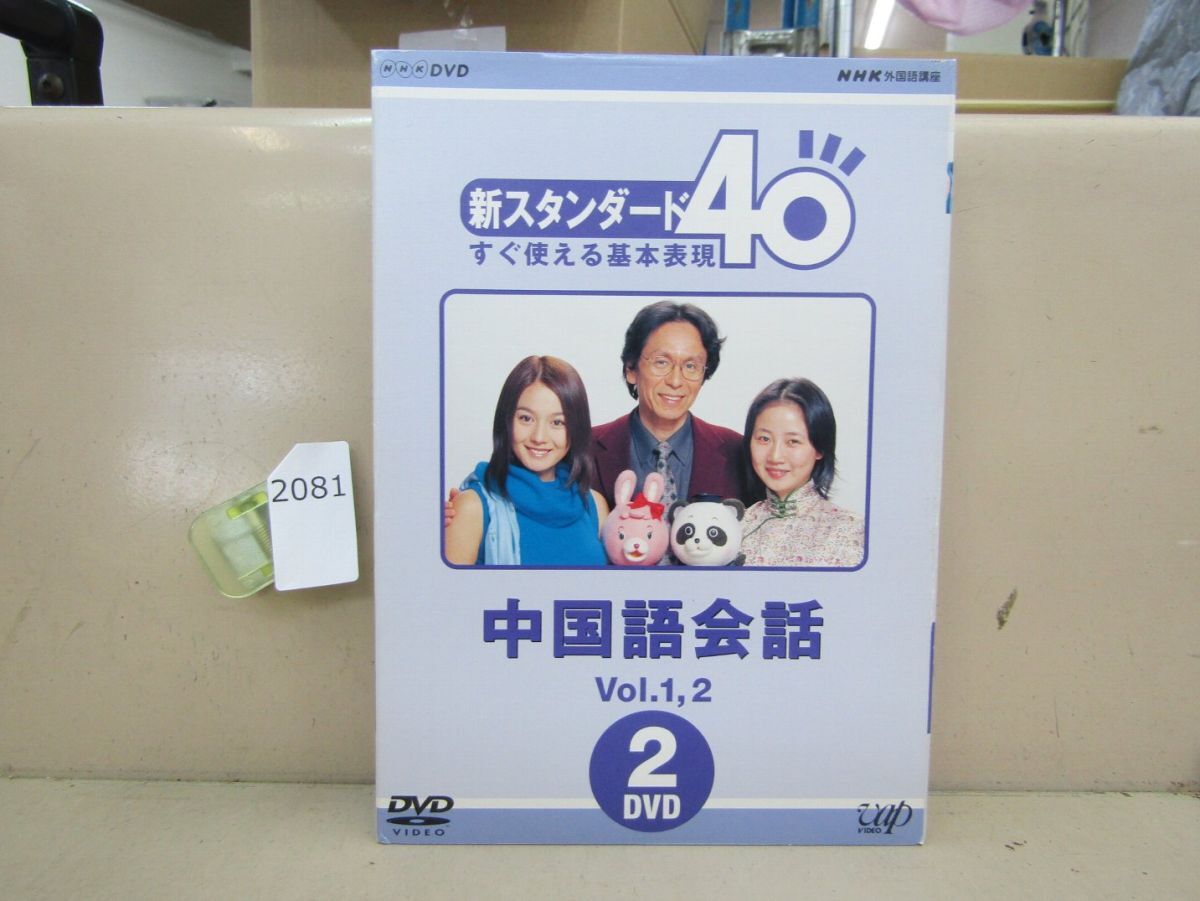 NHK DVD
NHK外国語講座
新スタンダード40
すぐ使える基本表現
2081
中国語会話
Vol.1,2
2
DVD
DVD
VIDEO
vap
VIDEO